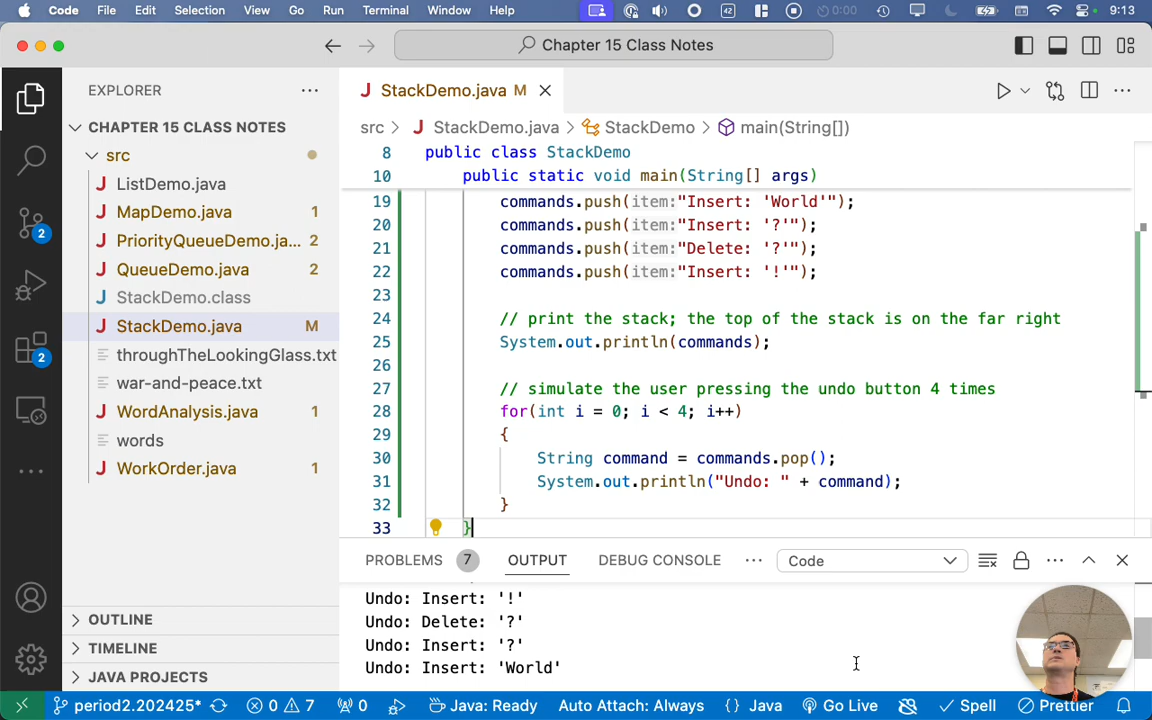 Code File Edit Selection View Go Run Terminal Window Help 42 0:00 9:13
Chapter 15 Class Notes
EXPLORER
StackDemo.java M
CHAPTER 15 CLASS NOTES
src > StackDemo.java > StackDemo > main(String[])
src
8 public class StackDemo
10 public static void main(String[] args)
ListDemo.java
MapDemo.java 1
PriorityQueueDemo.ja... 2
QueueDemo.java 2
StackDemo.class
StackDemo.java M
throughTheLookingGlass.txt
war-and-peace.txt
WordAnalysis.java 1
words
WorkOrder.java 1
2
2
19 commands.push(item:"Insert: 'World'");
20 commands.push(item:"Insert: '?'");
21 commands.push(item:"Delete: '?'");
22 commands.push(item:"Insert: '!'");
23
24 // print the stack; the top of the stack is on the far right
25 System.out.println(commands);
26
27 // simulate the user pressing the undo button 4 times
28 for(int i = 0; i < 4; i++)
29 {
30 String command = commands.pop();
31 System.out.println("Undo: " + command);
32 }
33 }
PROBLEMS 7 OUTPUT DEBUG CONSOLE Code
Undo: Insert: '!'
Undo: Delete: '?'
Undo: Insert: '?'
Undo: Insert: 'World'
OUTLINE
TIMELINE
JAVA PROJECTS
period2.202425* 0 7 0 Java: Ready Auto Attach: Always {} Java Go Live Spell Prettier